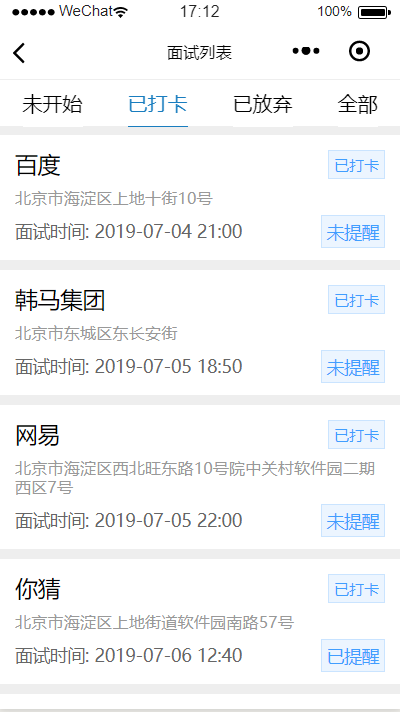 WeChat 17:12 100%
面试列表
未开始 已打卡 已放弃 全部
百度 已打卡
北京市海淀区上地十街10号
面试时间: 2019-07-04 21:00 未提醒
韩马集团 已打卡
北京市东城区东长安街
面试时间: 2019-07-05 18:50 未提醒
网易 已打卡
北京市海淀区西北旺东路10号院中关村软件园二期
西区7号
面试时间: 2019-07-05 22:00 未提醒
你猜 已打卡
北京市海淀区上地街道软件园南路57号
面试时间: 2019-07-06 12:40 已提醒